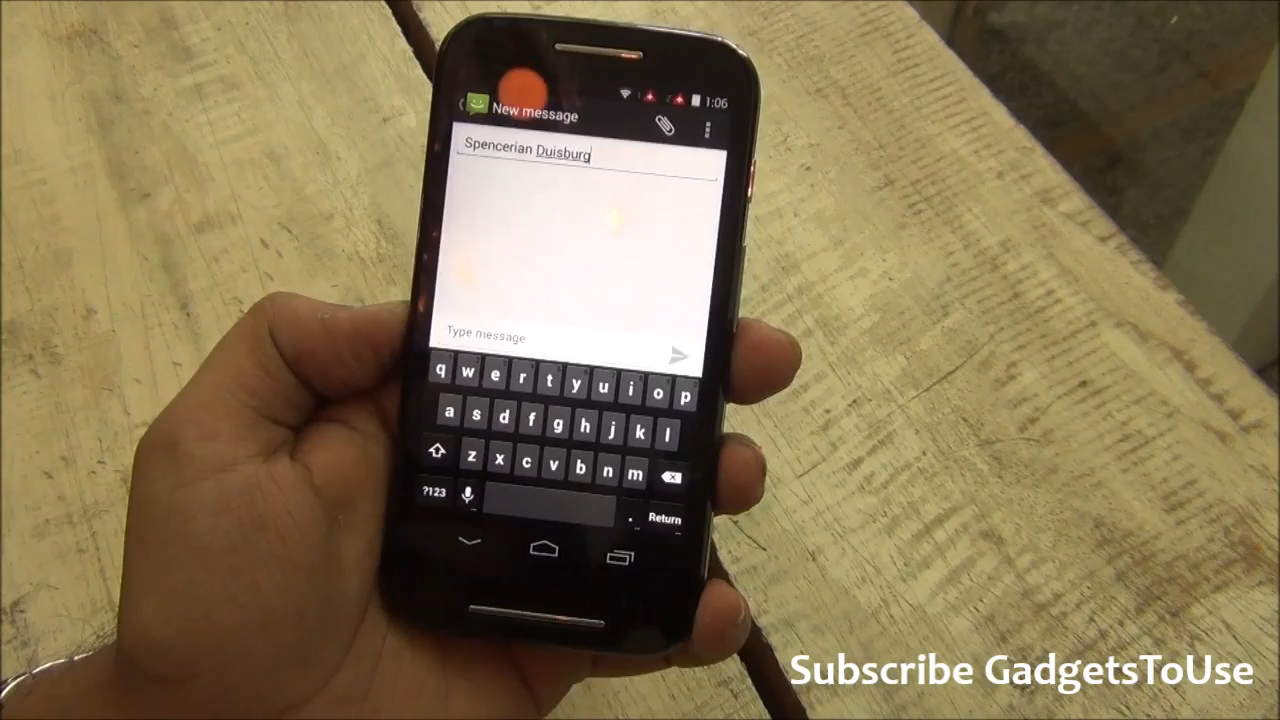 1:06
New message
Spencerian Duisburg
Type message
q w e r t y u i o p
a s d f g h j k l
z x c v b n m
?123 . Return
Subscribe GadgetsToUse